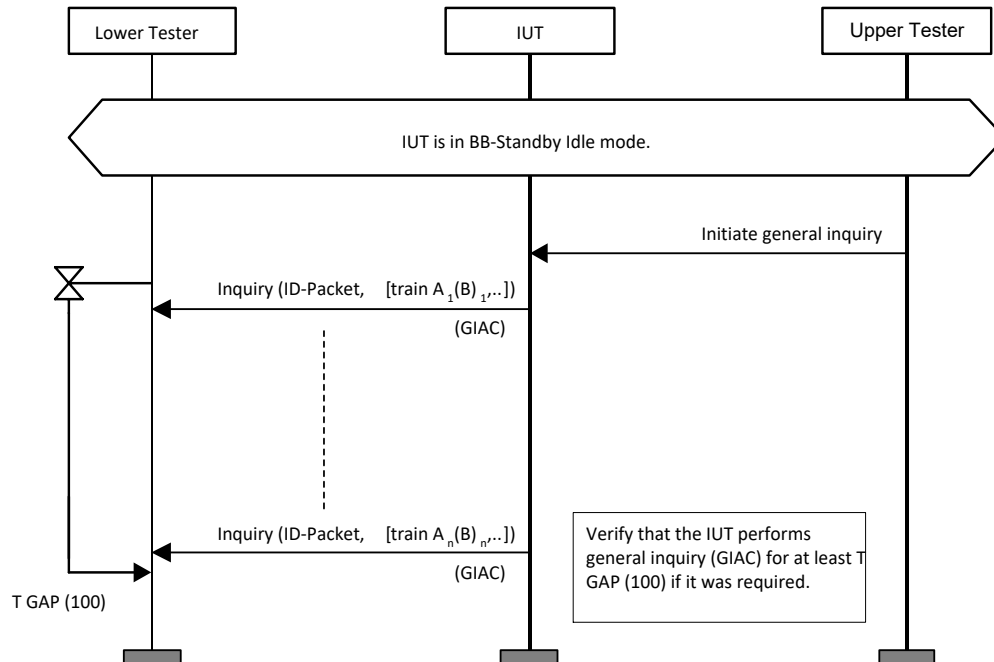 Lower Tester
IUT
Upper Tester
IUT is in BB-Standby Idle mode.
Initiate general inquiry
Inquiry (ID-Packet, [train A 1(B) 1,..])
(GIAC)
Inquiry (ID-Packet, [train A n(B) n,..])
(GIAC)
Verify that the IUT performs
general inquiry (GIAC) for at least T
GAP (100) if it was required.
T GAP (100)